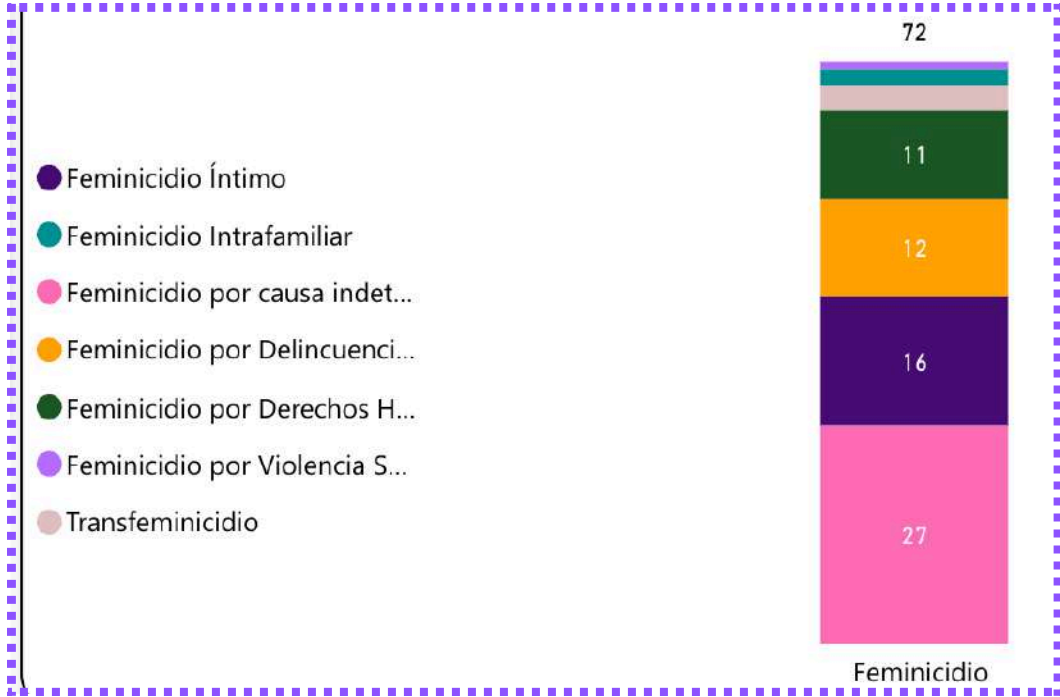 72
Feminicidio Íntimo
Feminicidio Intrafamiliar
Feminicidio por causa indet...
Feminicidio por Delincuenci...
Feminicidio por Derechos H...
Feminicidio por Violencia S...
Transfeminicidio
11
12
16
27
Feminicidio